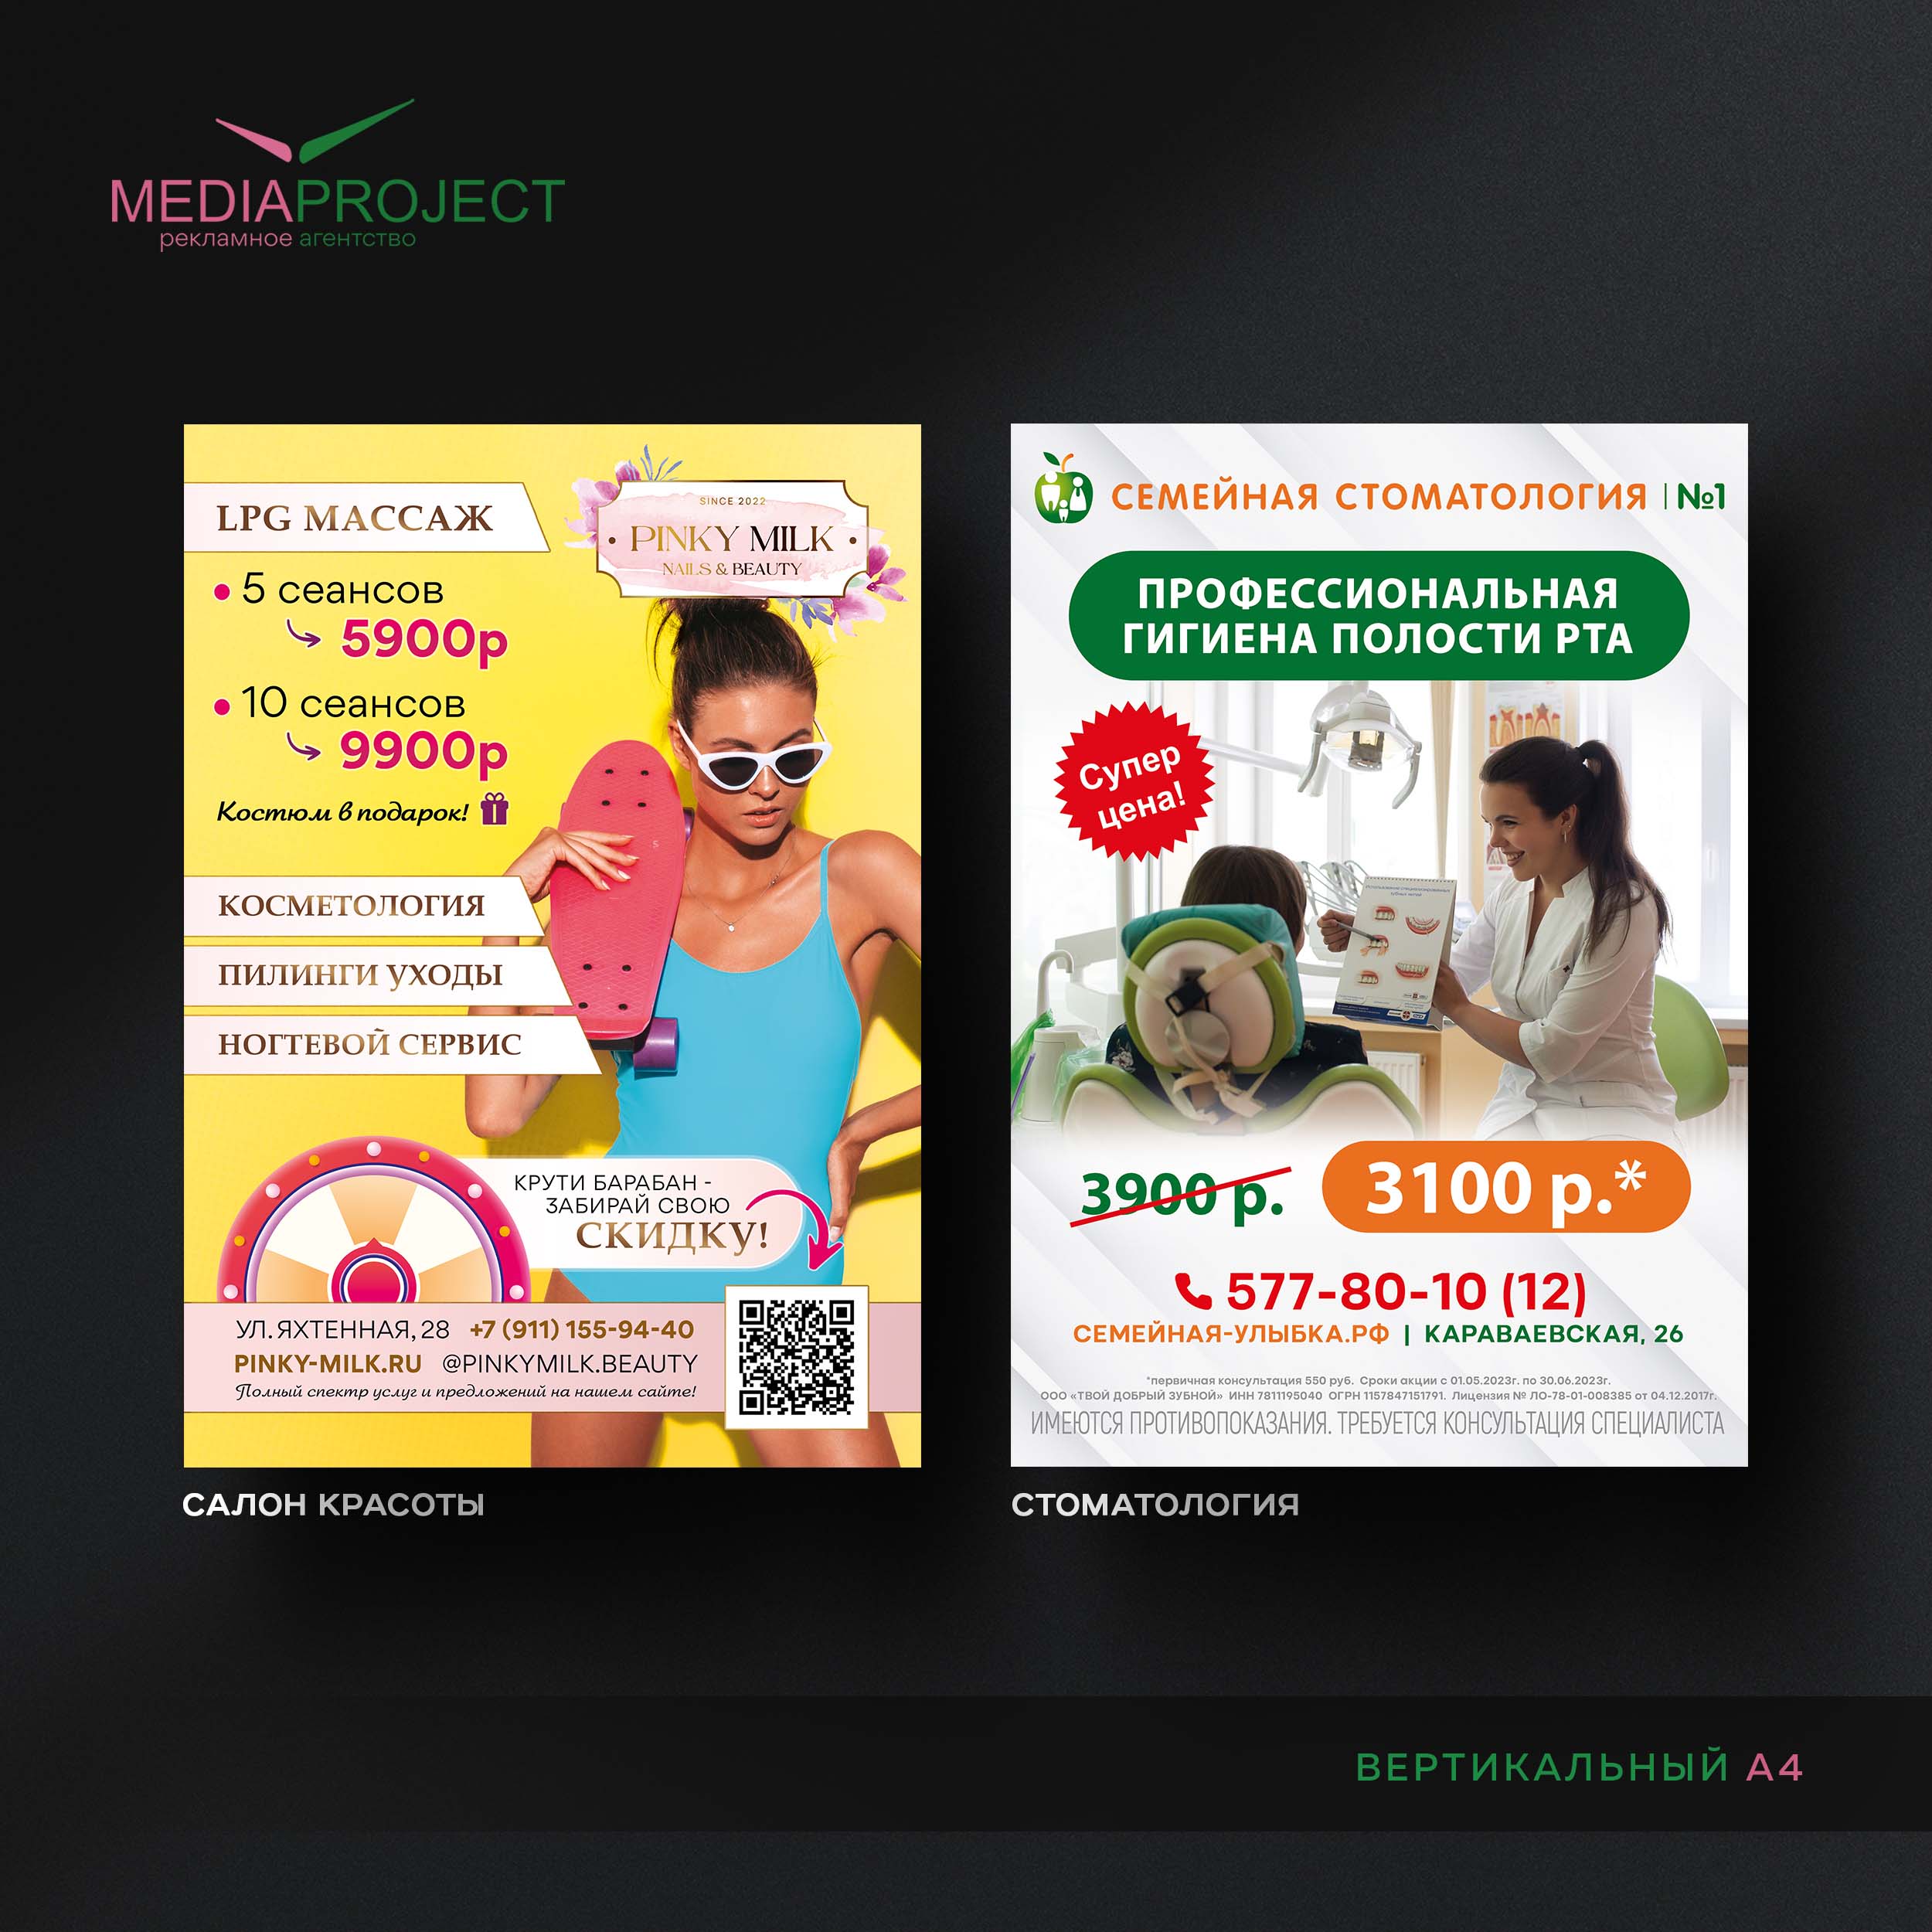 MEDIAPROJECT
рекламное агентство
LPG МАССАЖ
• 5 сеансов
5900р
• 10 сеансов
9900р
Костюм в подарок!
SINCE 2022
• PINKY MILK •
NAILS & BEAUTY
КОСМЕТОЛОГИЯ
ПИЛИНГИ УХОДЫ
НОГТЕВОЙ СЕРВИС
КРУТИ БАРАБАН -
ЗАБИРАЙ СВОЮ
СКИДКУ!
УЛ. ЯХТЕННАЯ, 28 +7 (911) 155-94-40
PINKY-MILK.RU @PINKYMILK.BEAUTY
Полный спектр услуг и предложений на нашем сайте!
САЛОН КРАСОТЫ
СЕМЕЙНАЯ СТОМАТОЛОГИЯ | №1
ПРОФЕССИОНАЛЬНАЯ
ГИГИЕНА ПОЛОСТИ РТА
Супер
цена!
3900 р. 3100 р.*
577-80-10 (12)
СЕМЕЙНАЯ-УЛЫБКА.РФ | КАРАВАЕВСКАЯ, 26
*первичная консультация 550 руб. Сроки акции с 01.05.2023г. по 30.06.2023г.
ООО «ТВОЙ ДОБРЫЙ ЗУБНОЙ» ИНН 7811195040 ОГРН 1157847151791. Лицензия № ЛО-78-01-008385 от 04.12.2017г.
ИМЕЮТСЯ ПРОТИВОПОКАЗАНИЯ. ТРЕБУЕТСЯ КОНСУЛЬТАЦИЯ СПЕЦИАЛИСТА
СТОМАТОЛОГИЯ
ВЕРТИКАЛЬНЫЙ А4